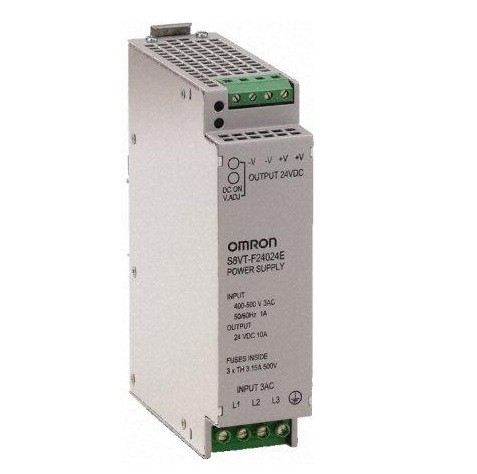 -V -V +V +V
OUTPUT 24VDC
DC ON
V.ADJ
OMRON
S8VT-F24024E
POWER SUPPLY
INPUT
400-500 V 3AC
50/60Hz 1A
OUTPUT
24 VDC 10A
FUSES INSIDE
3 x TH 3.15A 500V
INPUT 3AC
L1 L2 L3